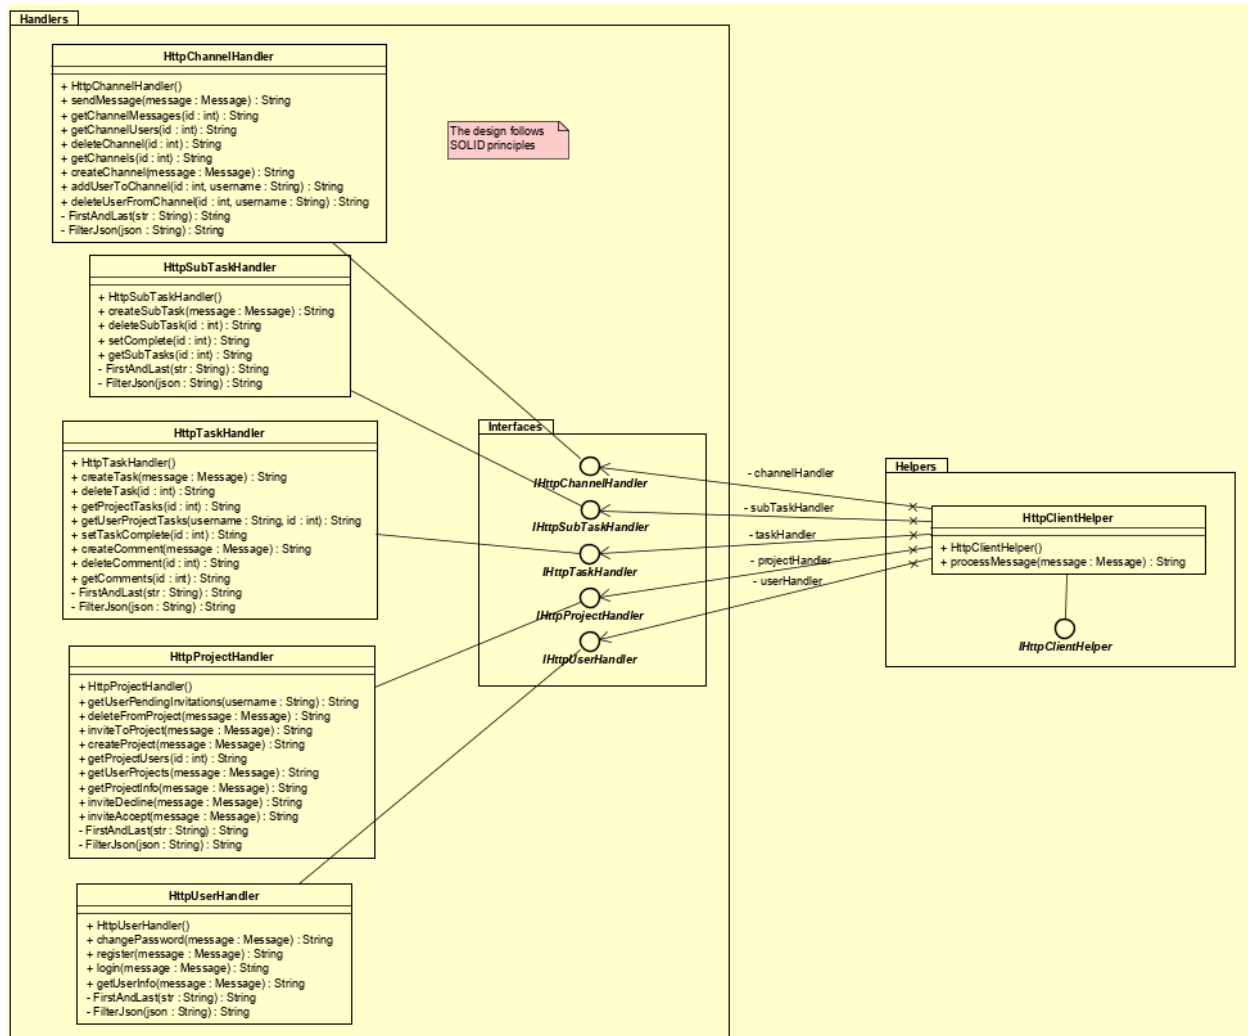 Handlers
HttpChannelHandler
+ HttpChannelHandler()
+ sendMessage(message : Message) : String
+ getChannelMessages(id : int) : String
+ getChannelUsers(id : int) : String
+ deleteChannel(id : int) : String
+ getChannels(id : int) : String
+ createChannel(message : Message) : String
+ addUserToChannel(id : int, username : String) : String
+ deleteUserFromChannel(id : int, username : String) : String
- FirstAndLast(str : String) : String
- FilterJson(json : String) : String
The design follows
SOLID principles
HttpSubTaskHandler
+ HttpSubTaskHandler()
+ createSubTask(message : Message) : String
+ deleteSubTask(id : int) : String
+ setComplete(id : int) : String
+ getSubTasks(id : int) : String
- FirstAndLast(str : String) : String
- FilterJson(json : String) : String
HttpTaskHandler
+ HttpTaskHandler()
+ createTask(message : Message) : String
+ deleteTask(id : int) : String
+ getProjectTasks(id : int) : String
+ getUserProjectTasks(username : String, id : int) : String
+ setTaskComplete(id : int) : String
+ createComment(message : Message) : String
+ deleteComment(id : int) : String
+ getComments(id : int) : String
- FirstAndLast(str : String) : String
- FilterJson(json : String) : String
HttpProjectHandler
+ HttpProjectHandler()
+ getUserPendingInvitations(username : String) : String
+ deleteFromProject(message : Message) : String
+ inviteToProject(message : Message) : String
+ createProject(message : Message) : String
+ getProjectUsers(id : int) : String
+ getUserProjects(message : Message) : String
+ getProjectInfo(message : Message) : String
+ inviteDecline(message : Message) : String
+ inviteAccept(message : Message) : String
- FirstAndLast(str : String) : String
- FilterJson(json : String) : String
HttpUserHandler
+ HttpUserHandler()
+ changePassword(message : Message) : String
+ register(message : Message) : String
+ login(message : Message) : String
+ getUserInfo(message : Message) : String
- FirstAndLast(str : String) : String
- FilterJson(json : String) : String
Interfaces
IHttpChannelHandler
IHttpSubTaskHandler
IHttpTaskHandler
IHttpProjectHandler
IHttpUserHandler
- channelHandler
- subTaskHandler
- taskHandler
- projectHandler
- userHandler
Helpers
HttpClientHelper
+ HttpClientHelper()
+ processMessage(message : Message) : String
IHttpClientHelper